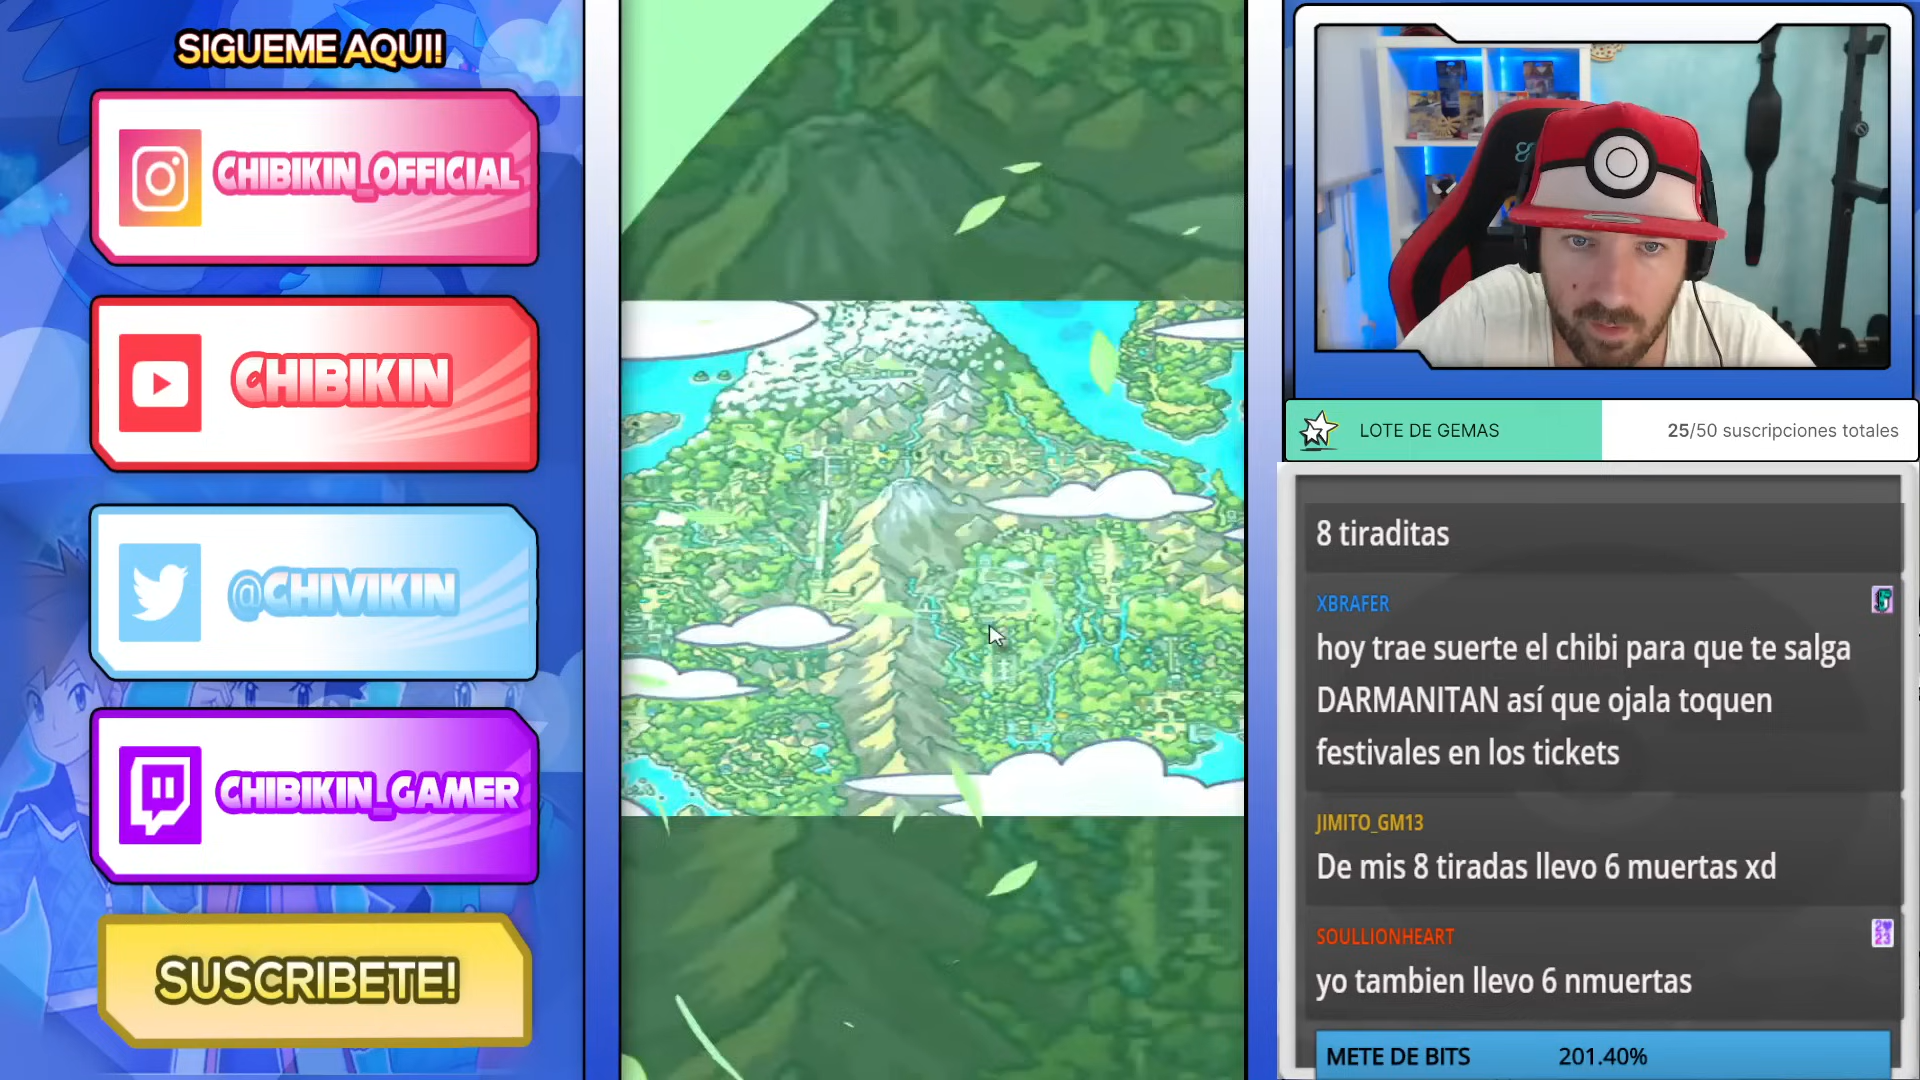 SIGUEME AQUI!
CHIBIKIN_OFFICIAL
CHIBIKIN
@CHIVIKIN
CHIBIKIN_GAMER
SUSCRIBETE!
LOTE DE GEMAS
25/50 suscripciones totales
8 tiraditas
XBRAFER
hoy trae suerte el chibi para que te salga
DARMANITAN así que ojala toquen
festivales en los tickets
JIMITO_GM13
De mis 8 tiradas llevo 6 muertas xd
SOULLIONHEART
yo tambien llevo 6 nmuertas
METE DE BITS 201.40%